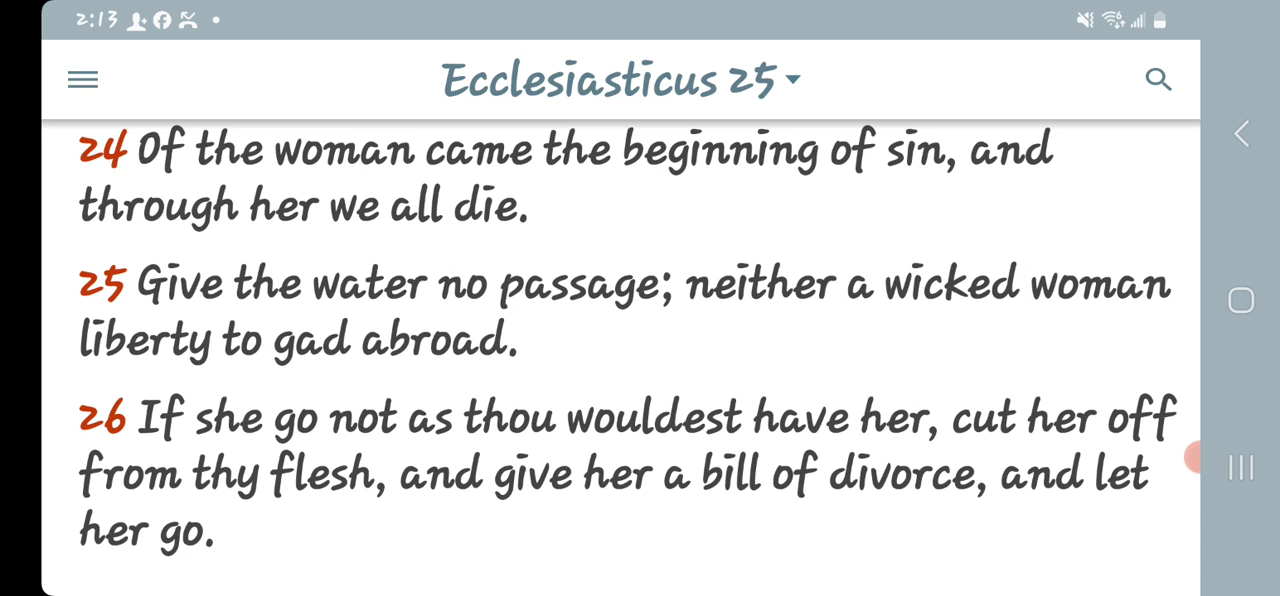 2:13
Ecclesiasticus 25
24 Of the woman came the beginning of sin, and
through her we all die.
25 Give the water no passage; neither a wicked woman
liberty to gad abroad.
26 If she go not as thou wouldest have her, cut her off
from thy flesh, and give her a bill of divorce, and let
her go.